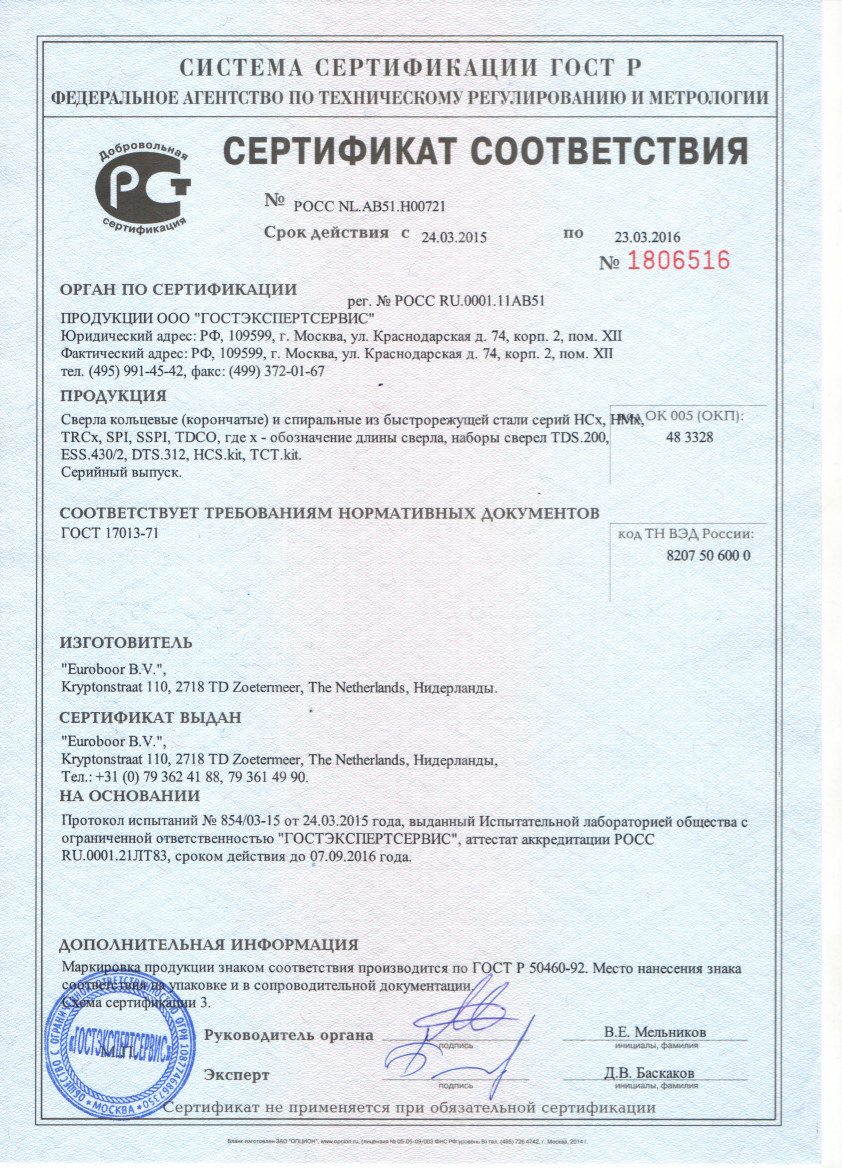 СИСТЕМА СЕРТИФИКАЦИИ ГОСТ Р
ФЕДЕРАЛЬНОЕ АГЕНТСТВО ПО ТЕХНИЧЕСКОМУ РЕГУЛИРОВАНИЮ И МЕТРОЛОГИИ
Добровольная
РСТ
сертификация
СЕРТИФИКАТ СООТВЕТСТВИЯ
№ РОСС NL.АВ51.Н00721
Срок действия с 24.03.2015 по 23.03.2016
№ 1806516
ОРГАН ПО СЕРТИФИКАЦИИ
рег. № РОСС RU.0001.11АВ51
ПРОДУКЦИИ ООО "ГОСТЭКСПЕРТСЕРВИС"
Юридический адрес: РФ, 109599, г. Москва, ул. Краснодарская д. 74, корп. 2, пом. XII
Фактический адрес: РФ, 109599, г. Москва, ул. Краснодарская д. 74, корп. 2, пом. XII
тел. (495) 991-45-42, факс: (499) 372-01-67
ПРОДУКЦИЯ
Сверла кольцевые (корончатые) и спиральные из быстрорежущей стали серий НСх, НМх,
TRCx, SPI, SSPI, TDCO, где х - обозначение длины сверла, наборы сверел TDS.200,
ESS.430/2, DTS.312, HCS.kit, TCT.kit.
Серийный выпуск.
код ОК 005 (ОКП):
48 3328
СООТВЕТСТВУЕТ ТРЕБОВАНИЯМ НОРМАТИВНЫХ ДОКУМЕНТОВ
ГОСТ 17013-71
код ТН ВЭД России:
8207 50 600 0
ИЗГОТОВИТЕЛЬ
"Euroboor B.V.",
Kryptonstraat 110, 2718 TD Zoetermeer, The Netherlands, Нидерланды.
СЕРТИФИКАТ ВЫДАН
"Euroboor B.V.",
Kryptonstraat 110, 2718 TD Zoetermeer, The Netherlands, Нидерланды,
Тел.: +31 (0) 79 362 41 88, 79 361 49 90.
НА ОСНОВАНИИ
Протокол испытаний № 854/03-15 от 24.03.2015 года, выданный Испытательной лабораторией общества с
ограниченной ответственностью "ГОСТЭКСПЕРТСЕРВИС", аттестат аккредитации РОСС
RU.0001.21ЛТ83, сроком действия до 07.09.2016 года.
ДОПОЛНИТЕЛЬНАЯ ИНФОРМАЦИЯ
Маркировка продукции знаком соответствия производится по ГОСТ Р 50460-92. Место нанесения знака
соответствия на упаковке и в сопроводительной документации.
Схема сертификации 3.
«ГОСТЭКСПЕРТСЕРВИС»
М.П.
МОСКВА
Руководитель органа
подпись
В.Е. Мельников
инициалы, фамилия
Эксперт
подпись
Д.В. Баскаков
инициалы, фамилия
Сертификат не применяется при обязательной сертификации